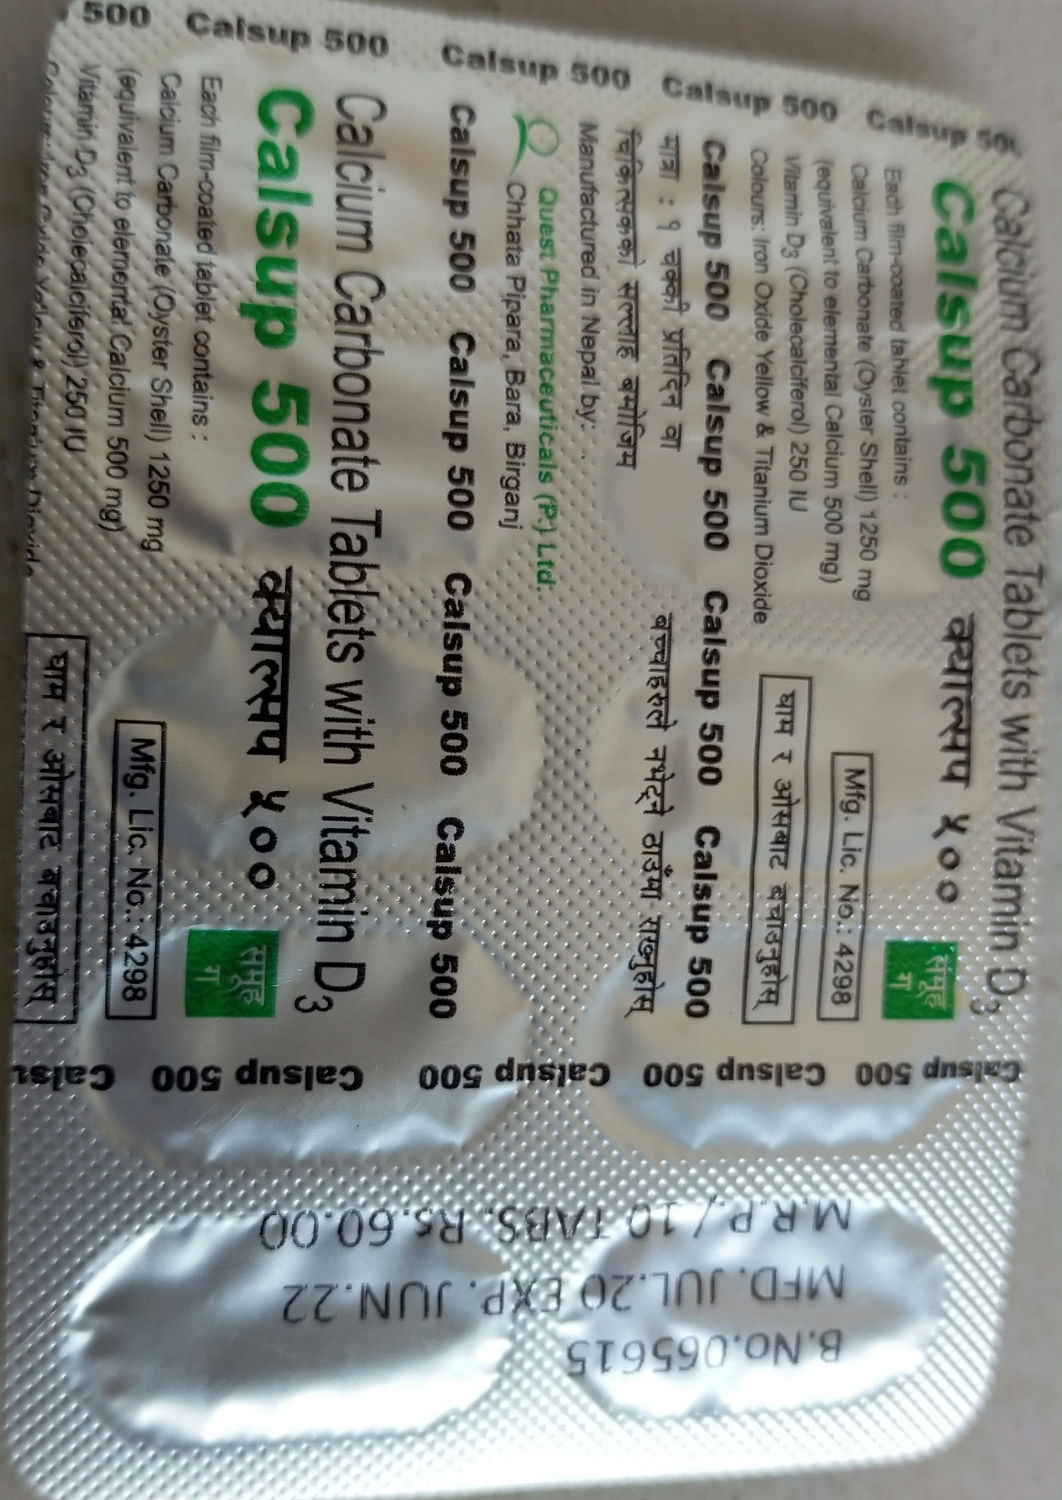 500 Calsup 500 Calsup 500 Calsup 500 Calsup
Calcium Carbonate Tablets with Vitamin D3
Calsup 500 क्याल्सप ५००
Each film-coated tablet contains :
Calcium Carbonate (Oyster Shell) 1250 mg
(equivalent to elemental Calcium 500 mg)
Vitamin D3 (Cholecalciferol) 250 IU
Colours: Iron Oxide Yellow & Titanium Dioxide
समूह
ग
Mfg. Lic. No.: 4298
घाम र ओसबाट बचाउनुहोस्
Calsup 500 Calsup 500 Calsup 500 Calsup 500
मात्रा : १ चक्की प्रतिदिन वा
चिकित्सकको सल्लाह बमोजिम
बच्चाहरुले नभेट्ने ठाउँमा राख्नुहोस्
Manufactured in Nepal by:
Quest Pharmaceuticals (P.) Ltd.
Chhata Pipara, Bara, Birganj
Calsup 500 Calsup 500 Calsup 500 Calsup 500
Calcium Carbonate Tablets with Vitamin D3
Calsup 500 क्याल्सप ५००
Each film-coated tablet contains :
Calcium Carbonate (Oyster Shell) 1250 mg
(equivalent to elemental Calcium 500 mg)
Vitamin D3 (Cholecalciferol) 250 IU
समूह
ग
Mfg. Lic. No.: 4298
घाम र ओसबाट बचाउनुहोस्
Calsup 500 Calsup 500 Calsup 500 Calsup 500
B.No.065615
MFD. JUL.20 EXP. JUN.22
M.R.P./10 TABS. Rs.60.00